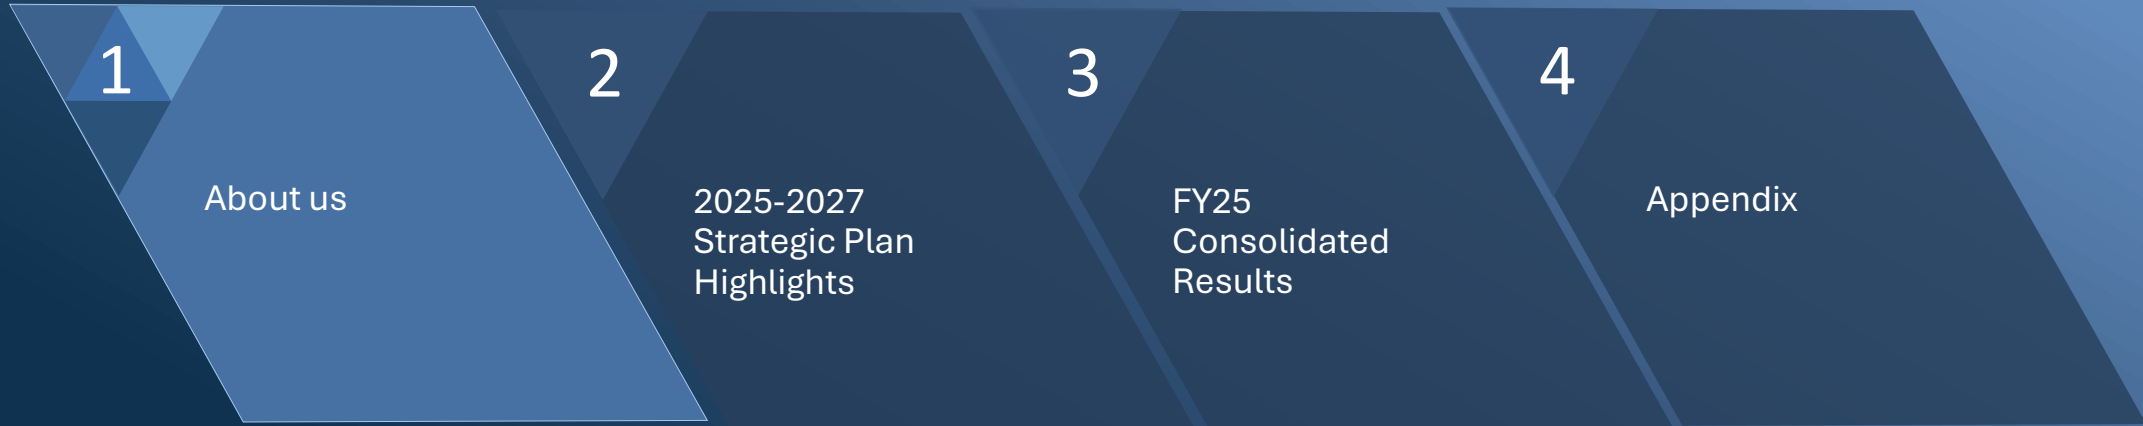 1
About us
2
2025-2027
Strategic Plan
Highlights
3
FY25
Consolidated
Results
4
Appendix